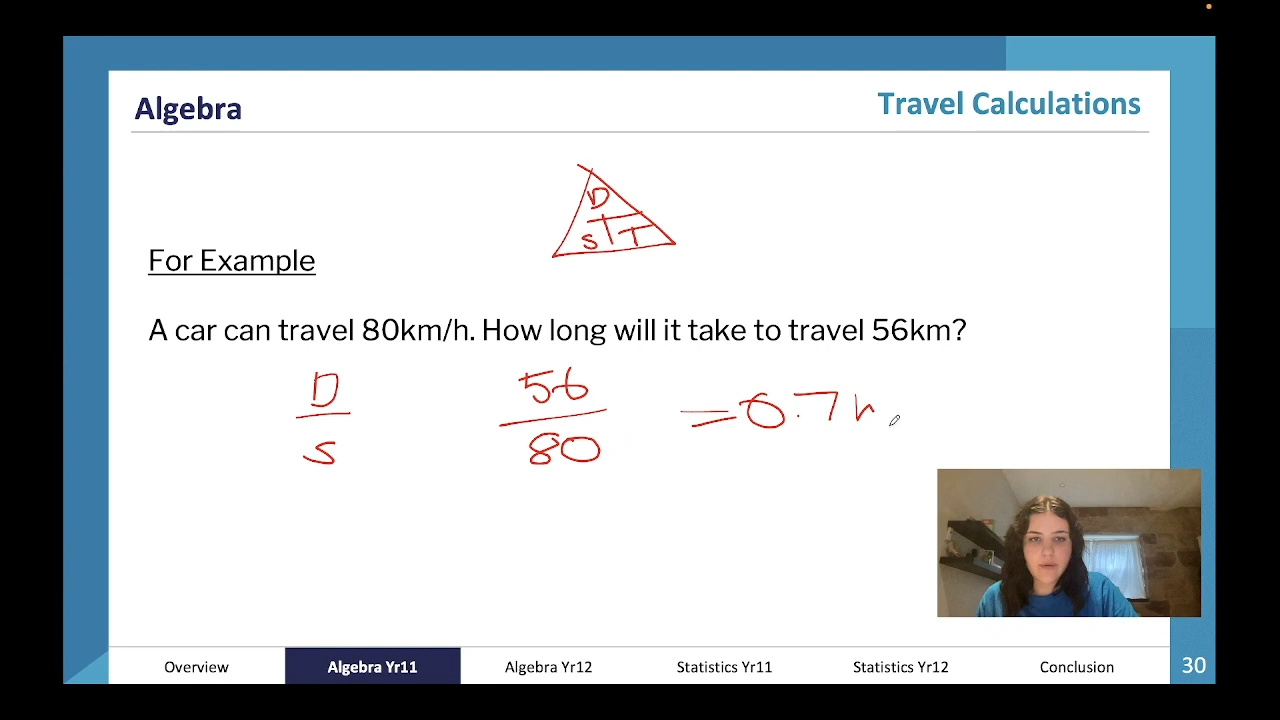 Algebra
Travel Calculations
D
S T
For Example
A car can travel 80km/h. How long will it take to travel 56km?
D 56 =0.7h
S 80
Overview Algebra Yr11 Algebra Yr12 Statistics Yr11 Statistics Yr12 Conclusion 30